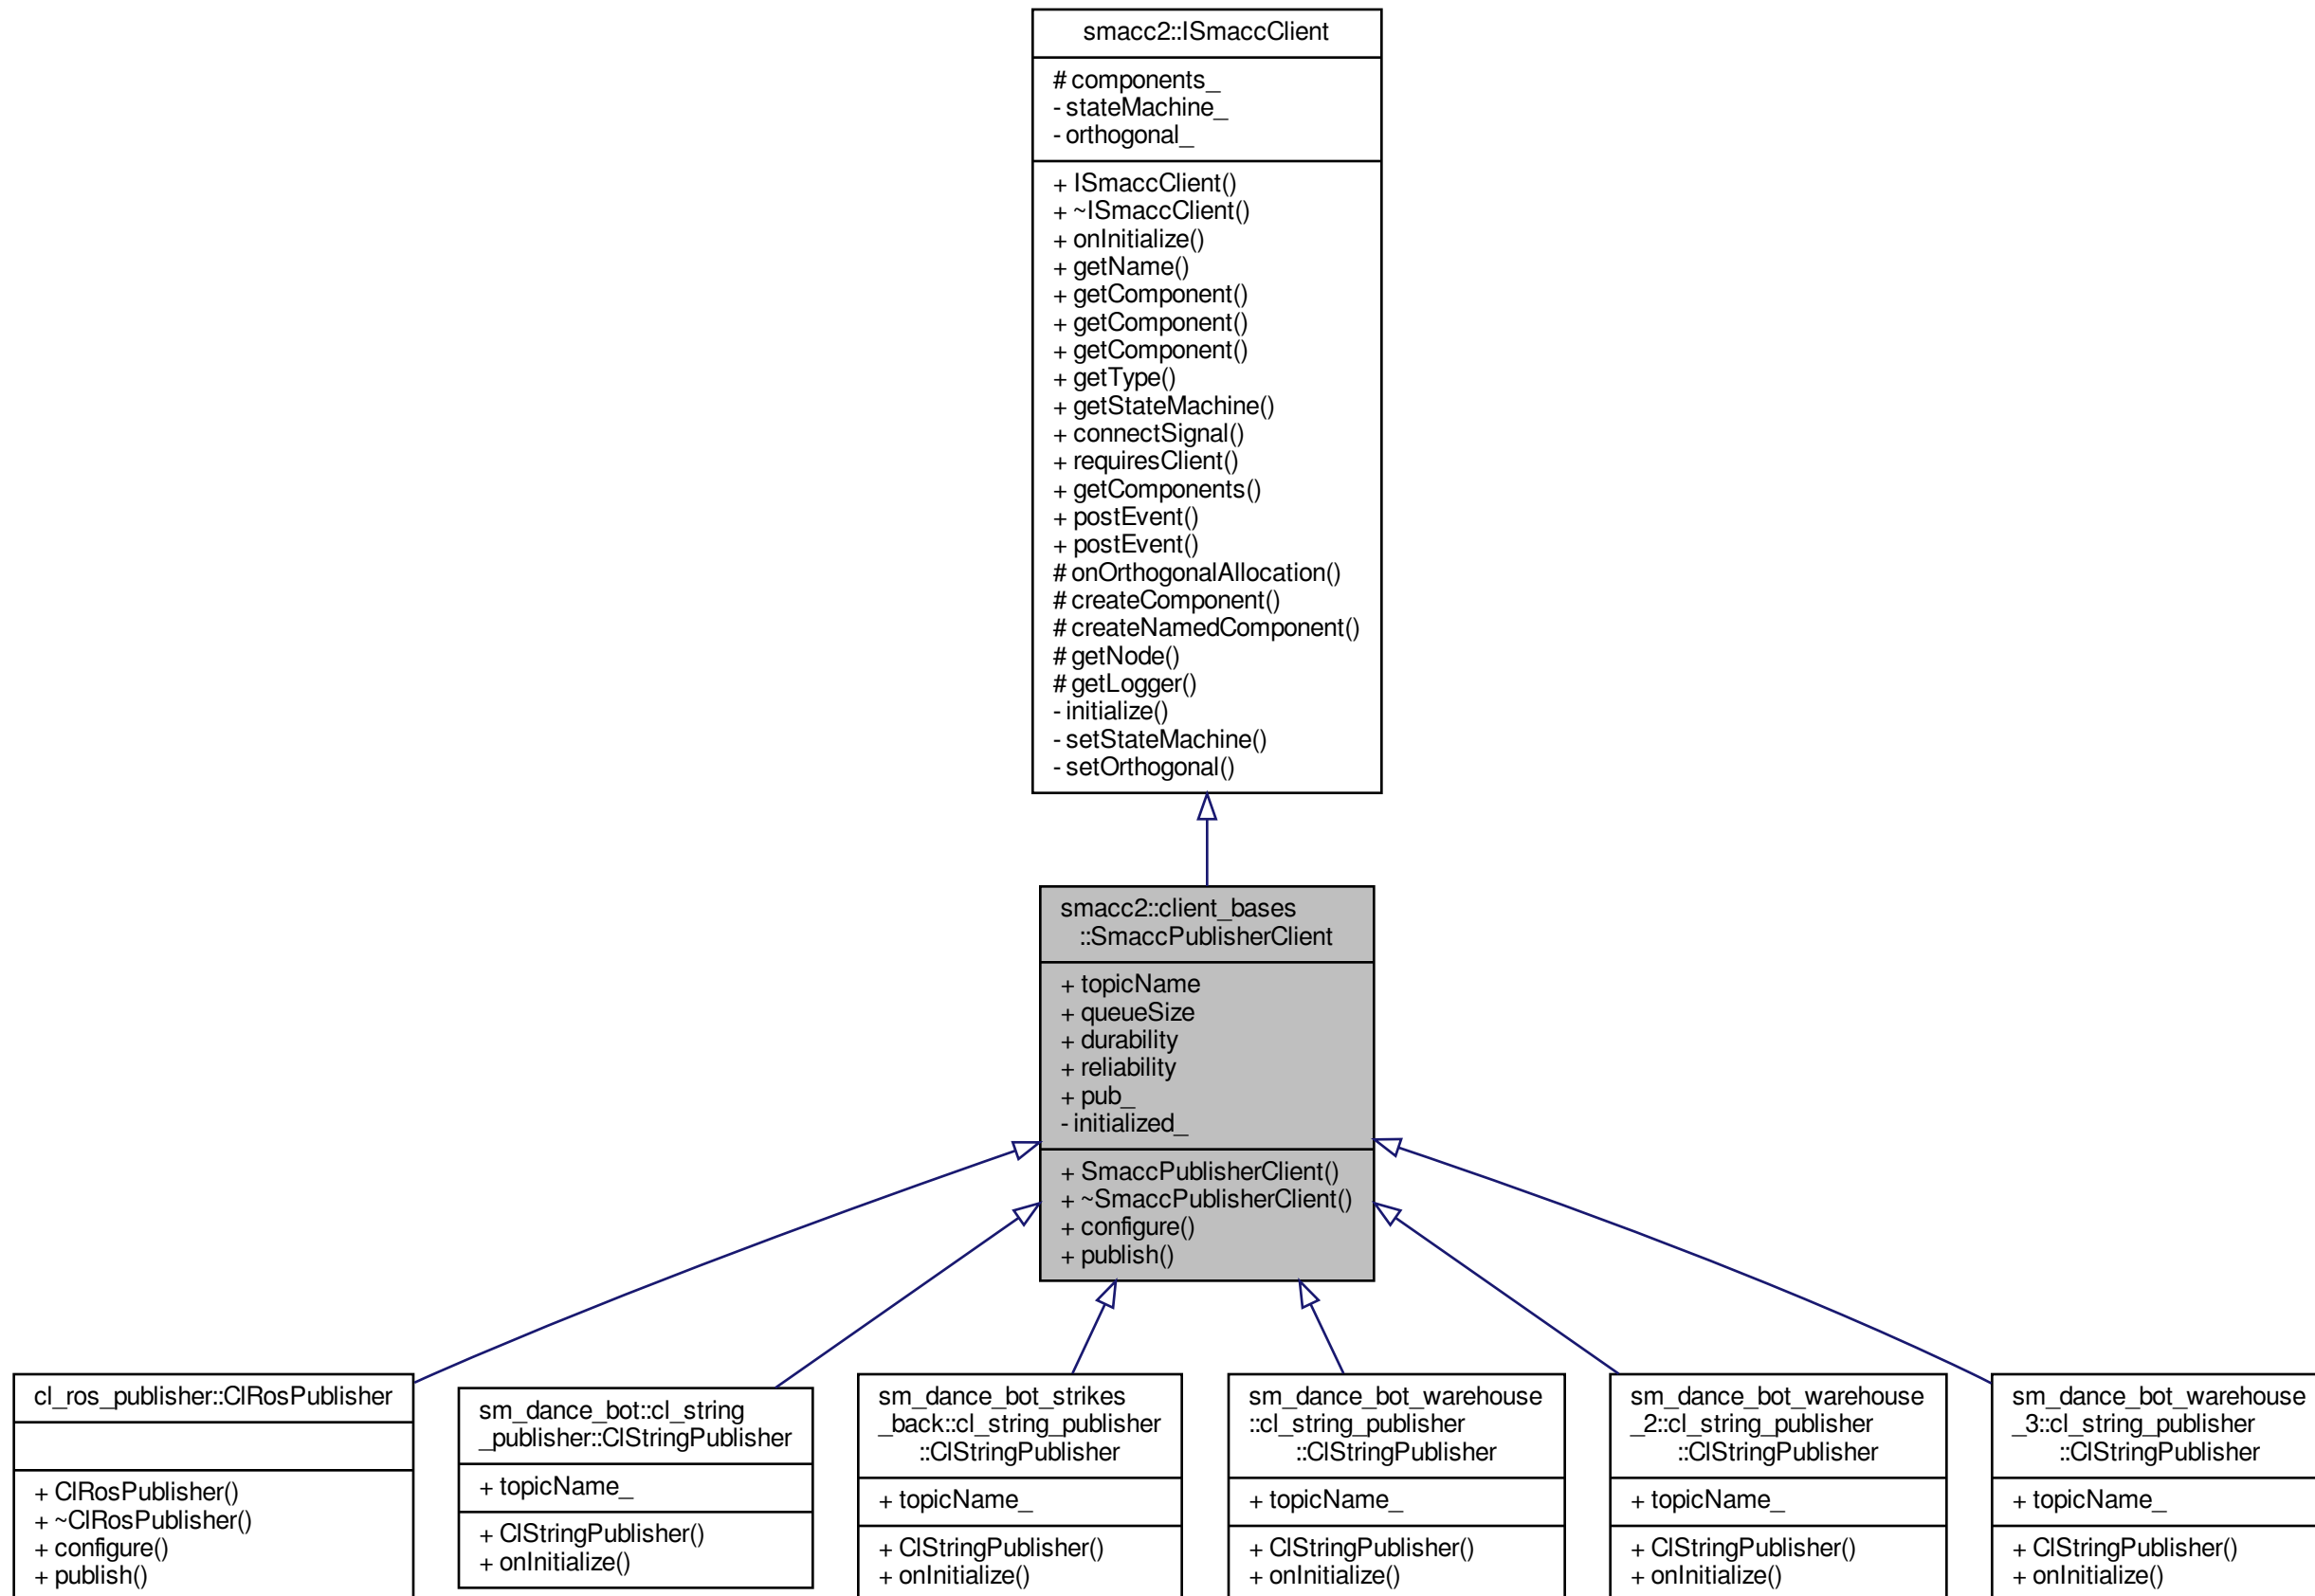 smacc2::ISmaccClient
# components_
- stateMachine_
- orthogonal_
+ ISmaccClient()
+ ~ISmaccClient()
+ onInitialize()
+ getName()
+ getComponent()
+ getComponent()
+ getComponent()
+ getType()
+ getStateMachine()
+ connectSignal()
+ requiresClient()
+ getComponents()
+ postEvent()
+ postEvent()
# onOrthogonalAllocation()
# createComponent()
# createNamedComponent()
# getNode()
# getLogger()
- initialize()
- setStateMachine()
- setOrthogonal()
smacc2::client_bases
::SmaccPublisherClient
+ topicName
+ queueSize
+ durability
+ reliability
+ pub_
- initialized_
+ SmaccPublisherClient()
+ ~SmaccPublisherClient()
+ configure()
+ publish()
cl_ros_publisher::ClRosPublisher
+ ClRosPublisher()
+ ~ClRosPublisher()
+ configure()
+ publish()
sm_dance_bot::cl_string
_publisher::ClStringPublisher
+ topicName_
+ ClStringPublisher()
+ onInitialize()
sm_dance_bot_strikes
_back::cl_string_publisher
::ClStringPublisher
+ topicName_
+ ClStringPublisher()
+ onInitialize()
sm_dance_bot_warehouse
::cl_string_publisher
::ClStringPublisher
+ topicName_
+ ClStringPublisher()
+ onInitialize()
sm_dance_bot_warehouse
_2::cl_string_publisher
::ClStringPublisher
+ topicName_
+ ClStringPublisher()
+ onInitialize()
sm_dance_bot_warehouse
_3::cl_string_publisher
::ClStringPublisher
+ topicName_
+ ClStringPublisher()
+ onInitialize()